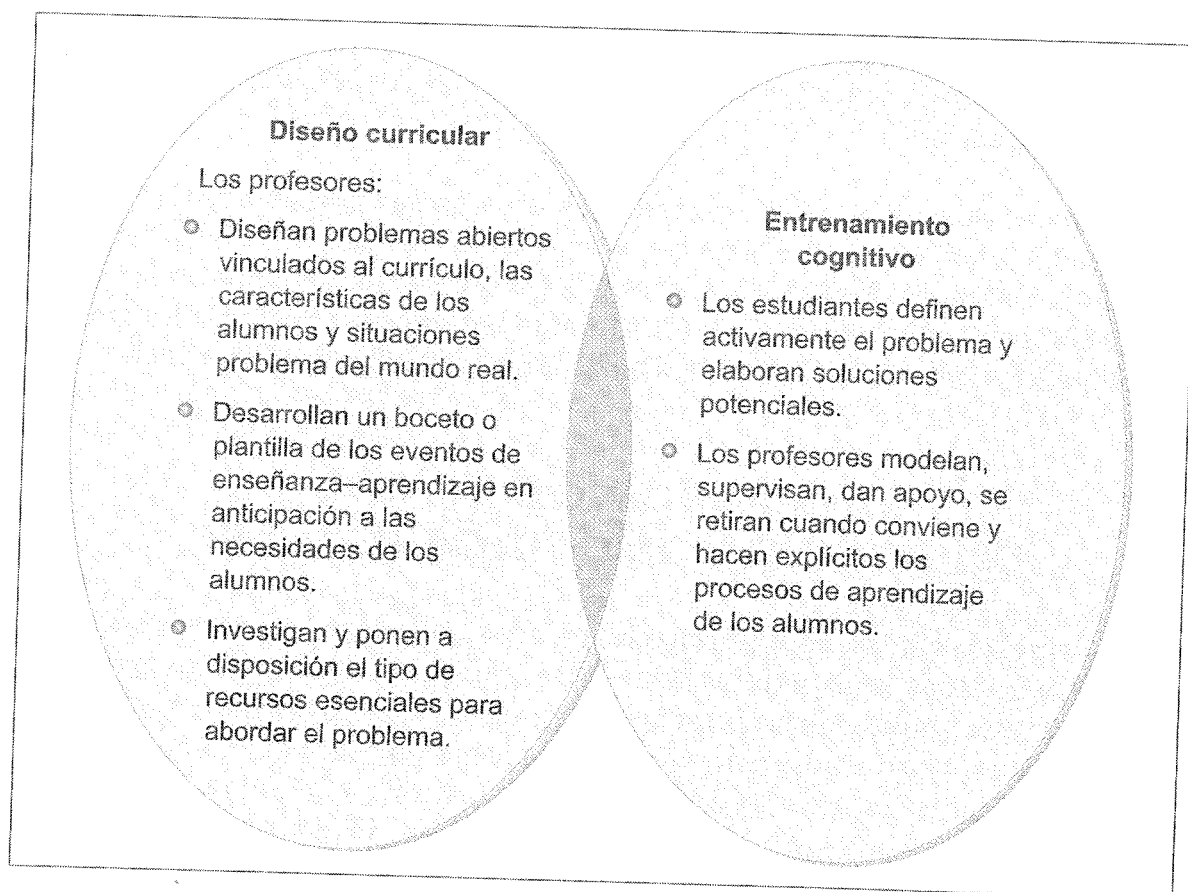 Diseño curricular
Los profesores:
Diseñan problemas abiertos
vinculados al currículo, las
características de los
alumnos y situaciones
problema del mundo real.
Desarrollan un boceto o
plantilla de los eventos de
enseñanza–aprendizaje en
anticipación a las
necesidades de los
alumnos.
Investigan y ponen a
disposición el tipo de
recursos esenciales para
abordar el problema.
Entrenamiento
cognitivo
Los estudiantes definen
activamente el problema y
elaboran soluciones
potenciales.
Los profesores modelan,
supervisan, dan apoyo, se
retiran cuando conviene y
hacen explícitos los
procesos de aprendizaje
de los alumnos.